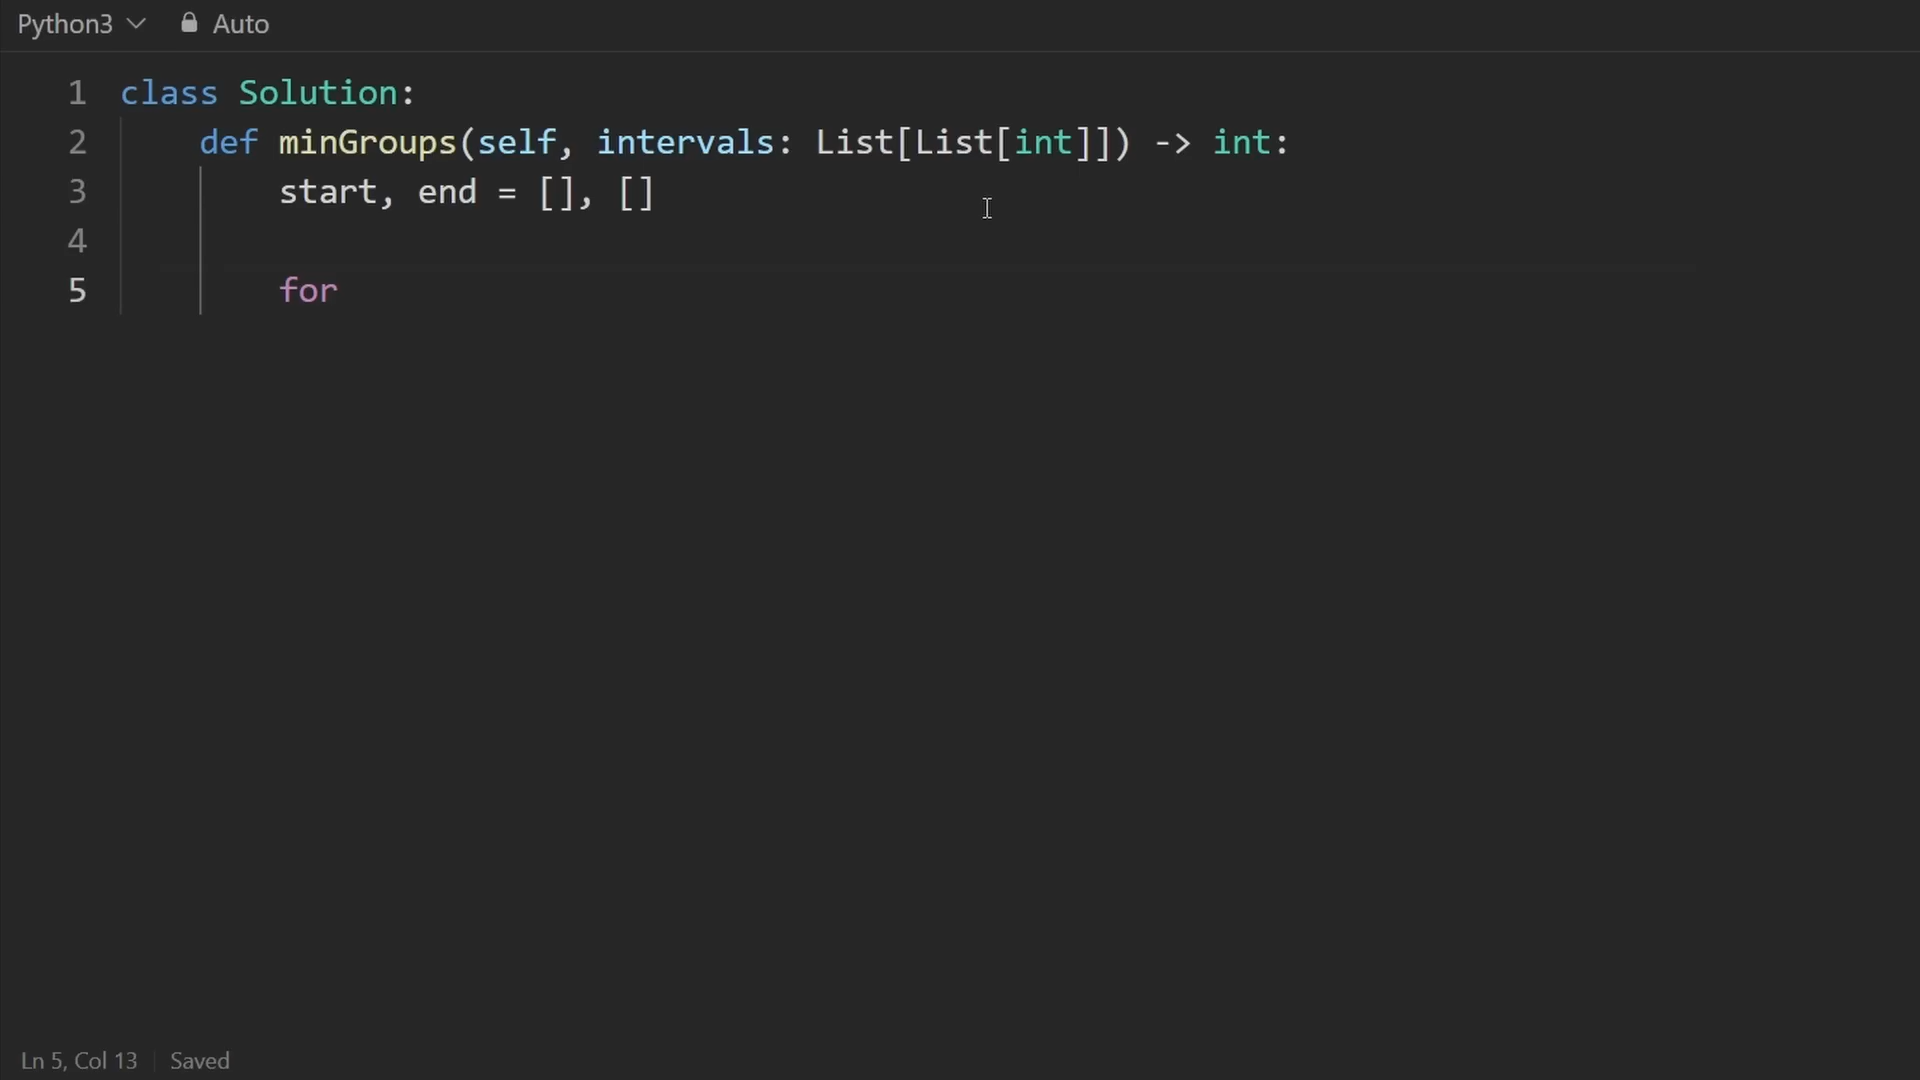 Python3 Auto
1 class Solution:
2 def minGroups(self, intervals: List[List[int]]) -> int:
3 start, end = [], []
4
5 for
Ln 5, Col 13 Saved